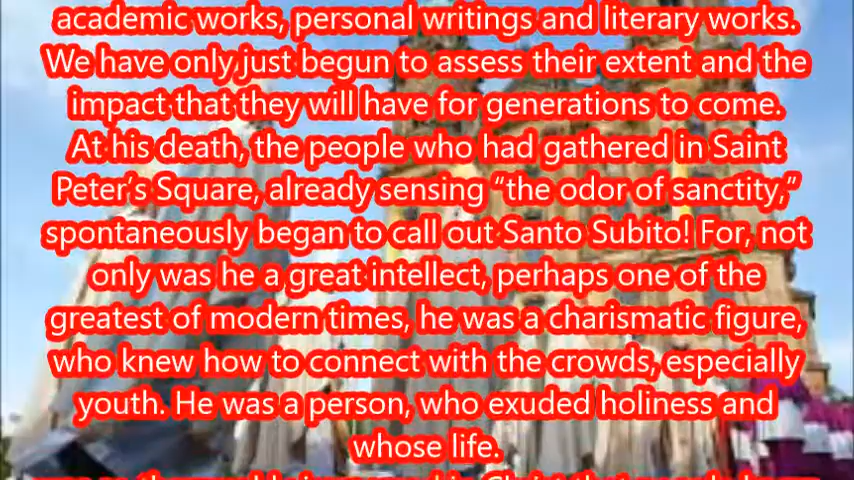 academic works, personal writings and literary works.
We have only just begun to assess their extent and the
impact that they will have for generations to come.
At his death, the people who had gathered in Saint
Peter’s Square, already sensing “the odor of sanctity,”
spontaneously began to call out Santo Subito! For, not
only was he a great intellect, perhaps one of the
greatest of modern times, he was a charismatic figure,
who knew how to connect with the crowds, especially
youth. He was a person, who exuded holiness and
whose life.